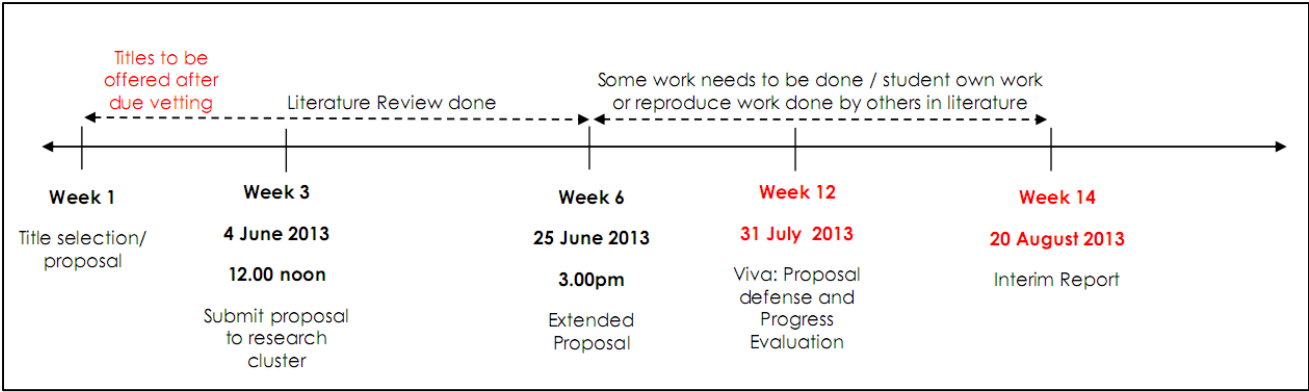 Titles to be
offered after
due vetting
Literature Review done
Some work needs to be done / student own work
or reproduce work done by others in literature
Week 1
Title selection/
proposal
Week 3
4 June 2013
12.00 noon
Submit proposal
to research
cluster
Week 6
25 June 2013
3.00pm
Extended
Proposal
Week 12
31 July 2013
Viva: Proposal
defense and
Progress
Evaluation
Week 14
20 August 2013
Interim Report